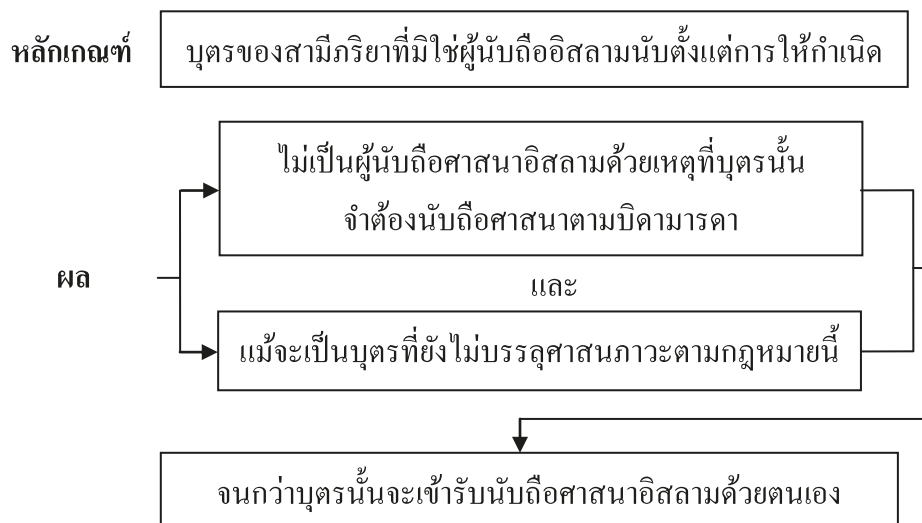 หลักเกณฑ์
บุตรของสามีภริยาที่มิใช่ผู้นับถืออิสลามนับตั้งแต่การให้กำเนิด
ไม่เป็นผู้นับถือศาสนาอิสลามด้วยเหตุที่บุตรนั้น
จำต้องนับถือศาสนาตามบิดามารดา
ผล
และ
แม้จะเป็นบุตรที่ยังไม่บรรลุศาสนภาวะตามกฎหมายนี้
จนกว่าบุตรนั้นจะเข้ารับนับถือศาสนาอิสลามด้วยตนเอง